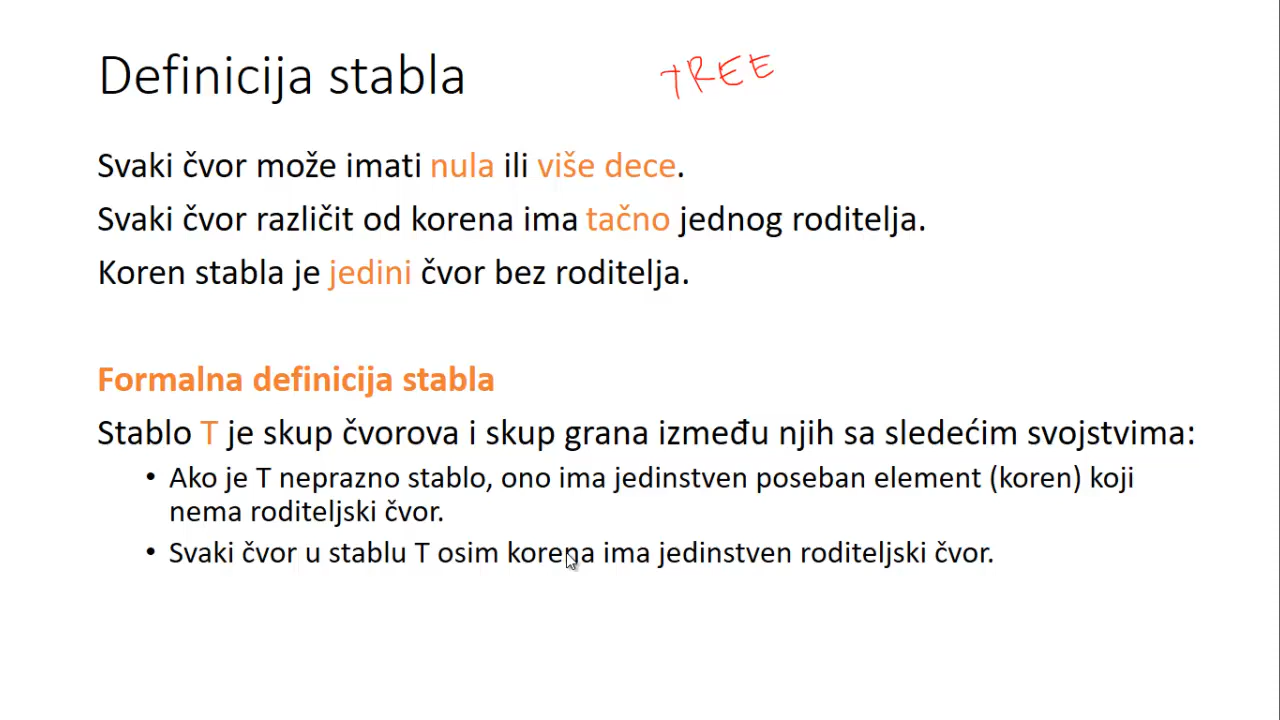 Definicija stabla
TREE
Svaki čvor može imati nula ili više dece.
Svaki čvor različit od korena ima tačno jednog roditelja.
Koren stabla je jedini čvor bez roditelja.
Formalna definicija stabla
Stablo T je skup čvorova i skup grana između njih sa sledećim svojstvima:
• Ako je T neprazno stablo, ono ima jedinstven poseban element (koren) koji
nema roditeljski čvor.
• Svaki čvor u stablu T osim korena ima jedinstven roditeljski čvor.